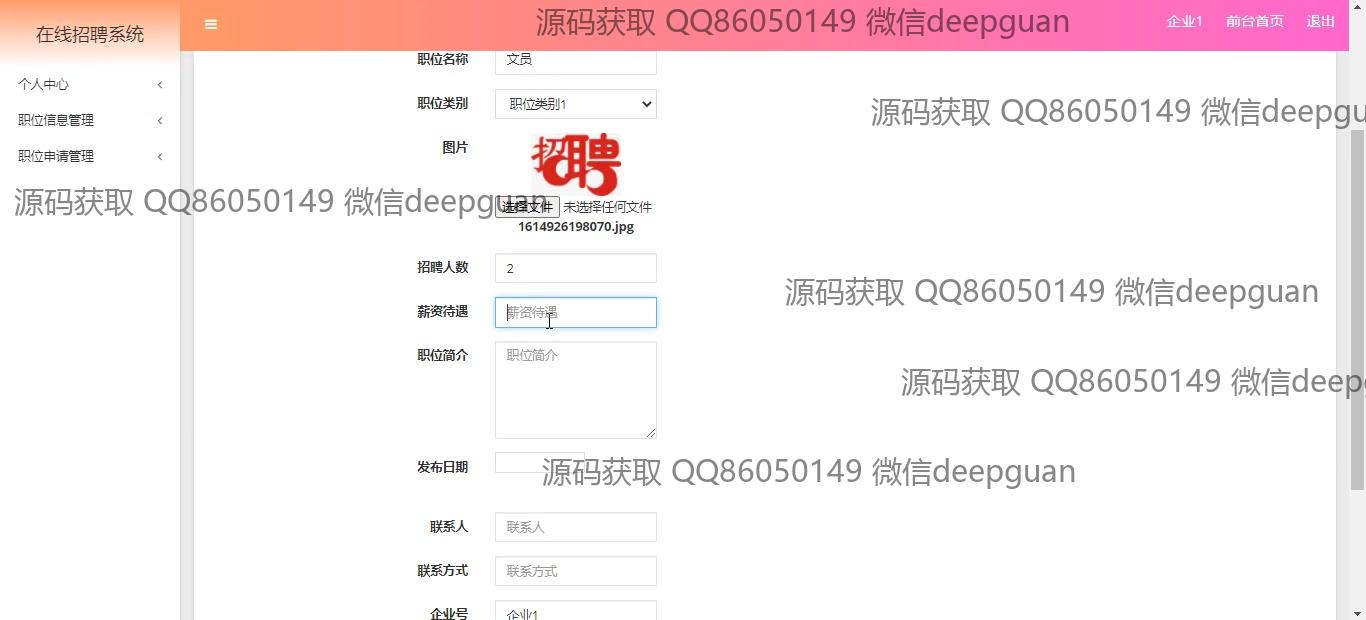 在线招聘系统
源码获取 QQ86050149 微信deepguan
企业1 前台首页 退出
个人中心
职位信息管理
职位申请管理
职位名称 文员
职位类别 职位类别1
源码获取 QQ86050149 微信deepgu
图片 招聘
源码获取 QQ86050149 微信deepguan
选择文件 未选择任何文件
1614926198070.jpg
招聘人数 2
源码获取 QQ86050149 微信deepguan
薪资待遇 薪资待遇
职位简介 职位简介
源码获取 QQ86050149 微信deep
发布日期
源码获取 QQ86050149 微信deepguan
联系人 联系人
联系方式 联系方式
企业号 企业1